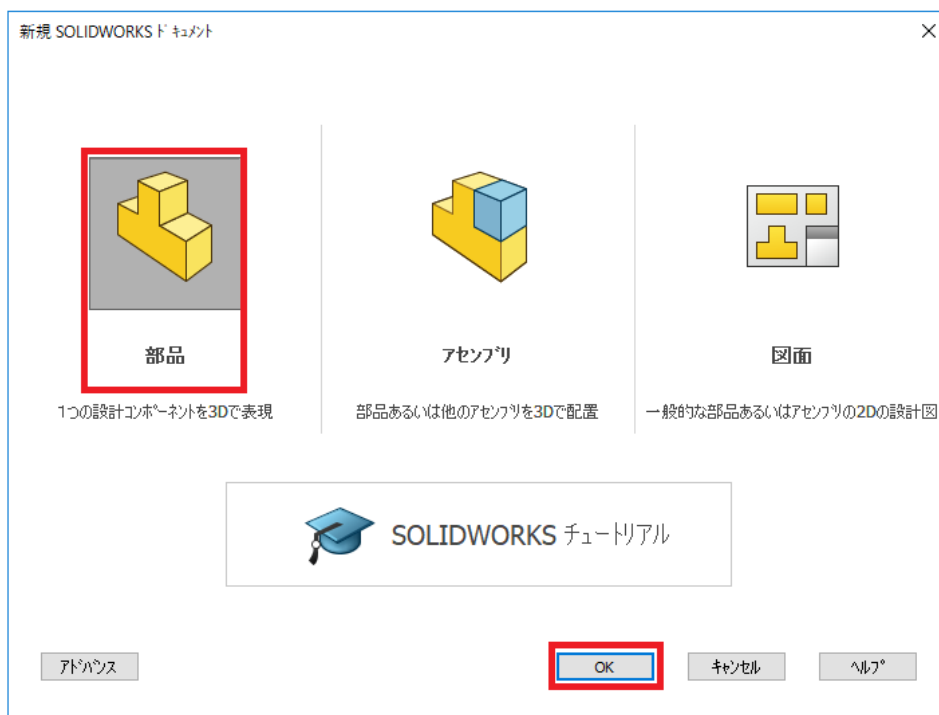 新規 SOLIDWORKS ﾄﾞｷｭﾒﾝﾄ
部品
ｱｾﾝﾌﾞﾘ
図面
1つの設計ｺﾝﾎﾟｰﾈﾝﾄを3Dで表現
部品あるいは他のｱｾﾝﾌﾞﾘを3Dで配置
一般的な部品あるいはｱｾﾝﾌﾞﾘの2Dの設計図
SOLIDWORKS チュートリアル
ｱﾄﾞﾊﾞﾝｽ
OK
ｷｬﾝｾﾙ
ﾍﾙﾌﾟ